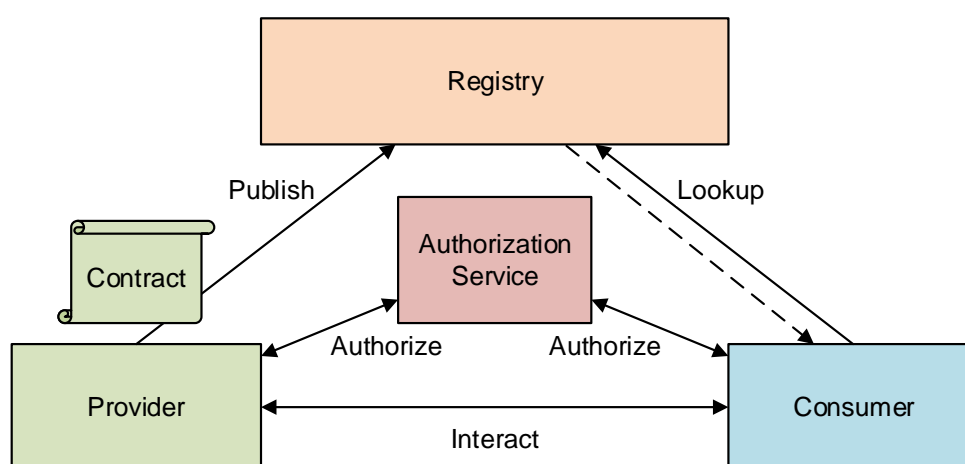 Registry
Publish
Lookup
Authorization
Service
Contract
Authorize
Authorize
Provider
Consumer
Interact